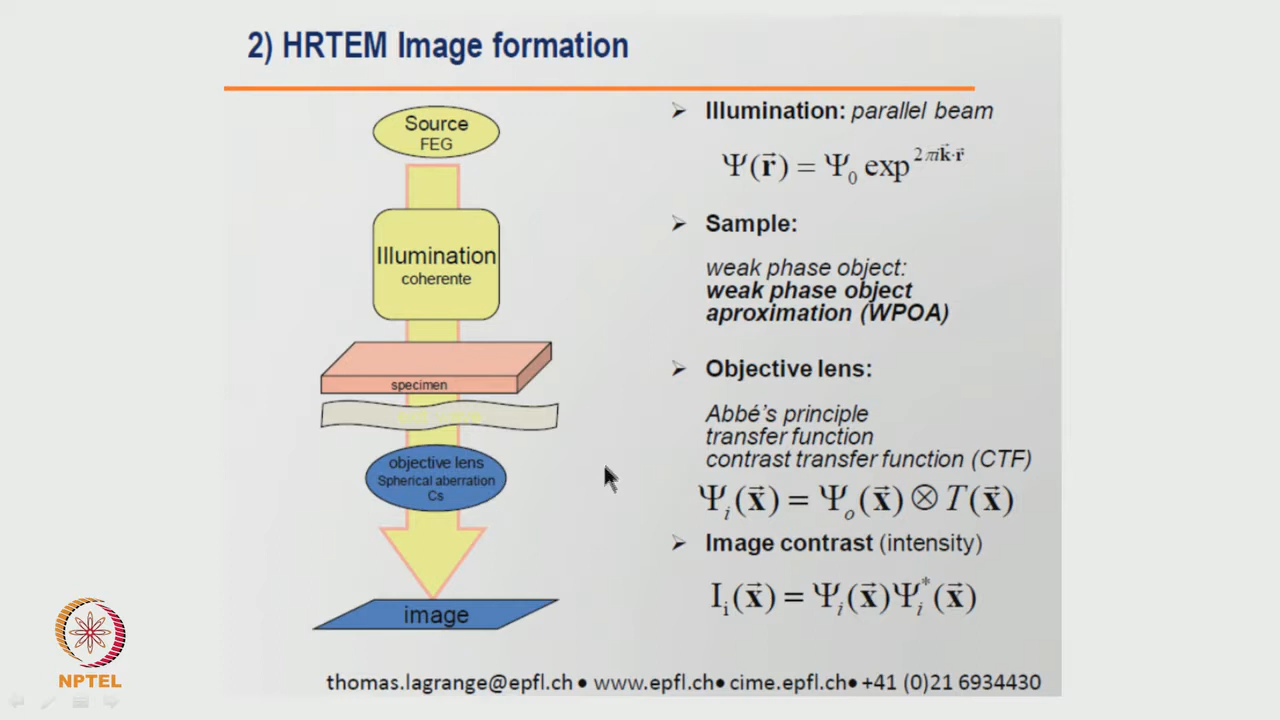 2) HRTEM Image formation
Source
FEG
Illumination
coherente
specimen
objective lens
Spherical aberration
Cs
image
➢ Illumination: parallel beam
Ψ(r⃗) = Ψ₀ exp^(2πik⃗·r⃗)
➢ Sample:
weak phase object:
weak phase object
aproximation (WPOA)
➢ Objective lens:
Abbé's principle
transfer function
contrast transfer function (CTF)
Ψᵢ(x⃗) = Ψₒ(x⃗) ⊗ T(x⃗)
➢ Image contrast (intensity)
Iᵢ(x⃗) = Ψᵢ(x⃗)Ψᵢ*(x⃗)
thomas.lagrange@epfl.ch • www.epfl.ch• cime.epfl.ch• +41 (0)21 6934430
NPTEL